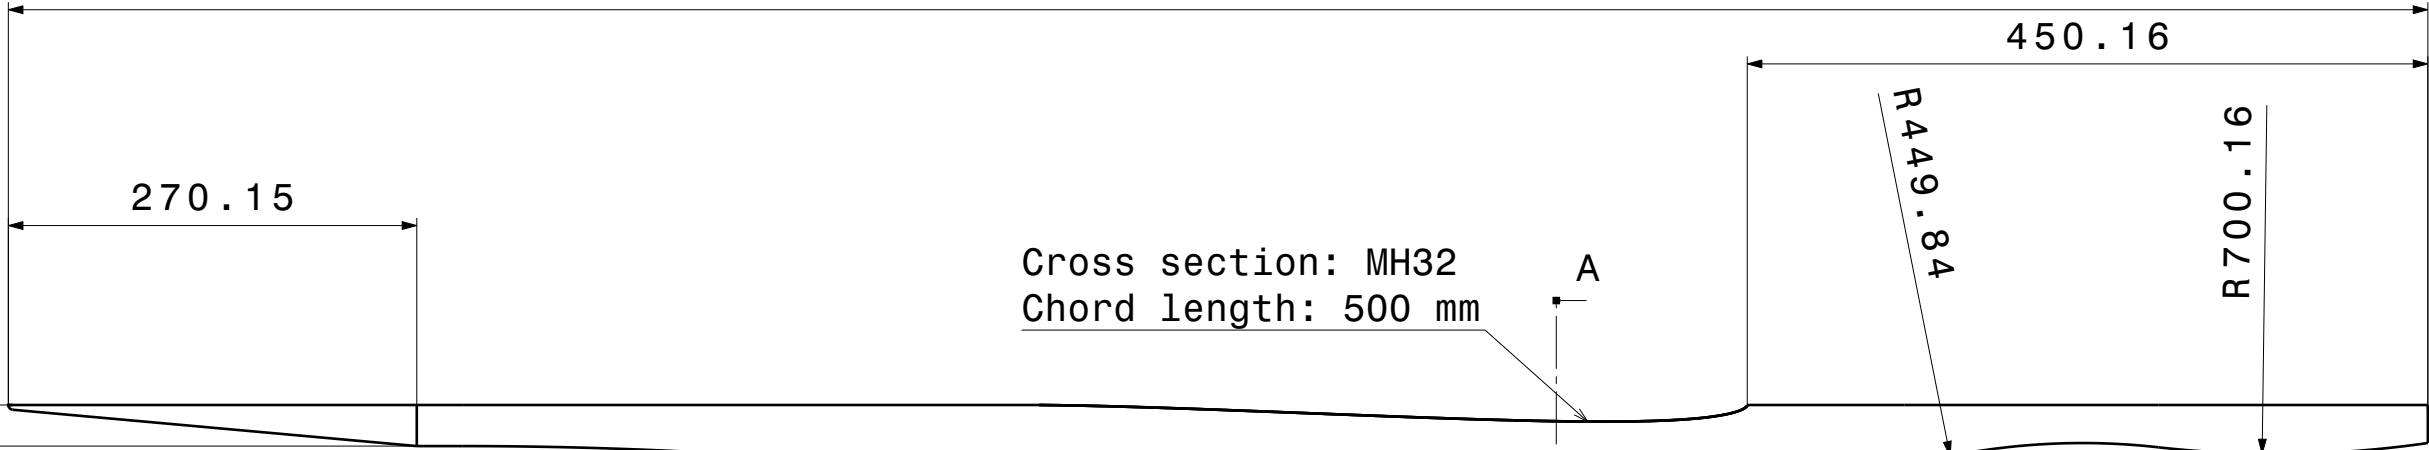 450.16
R449.84
R700.16
270.15
Cross section: MH32
Chord length: 500 mm
A